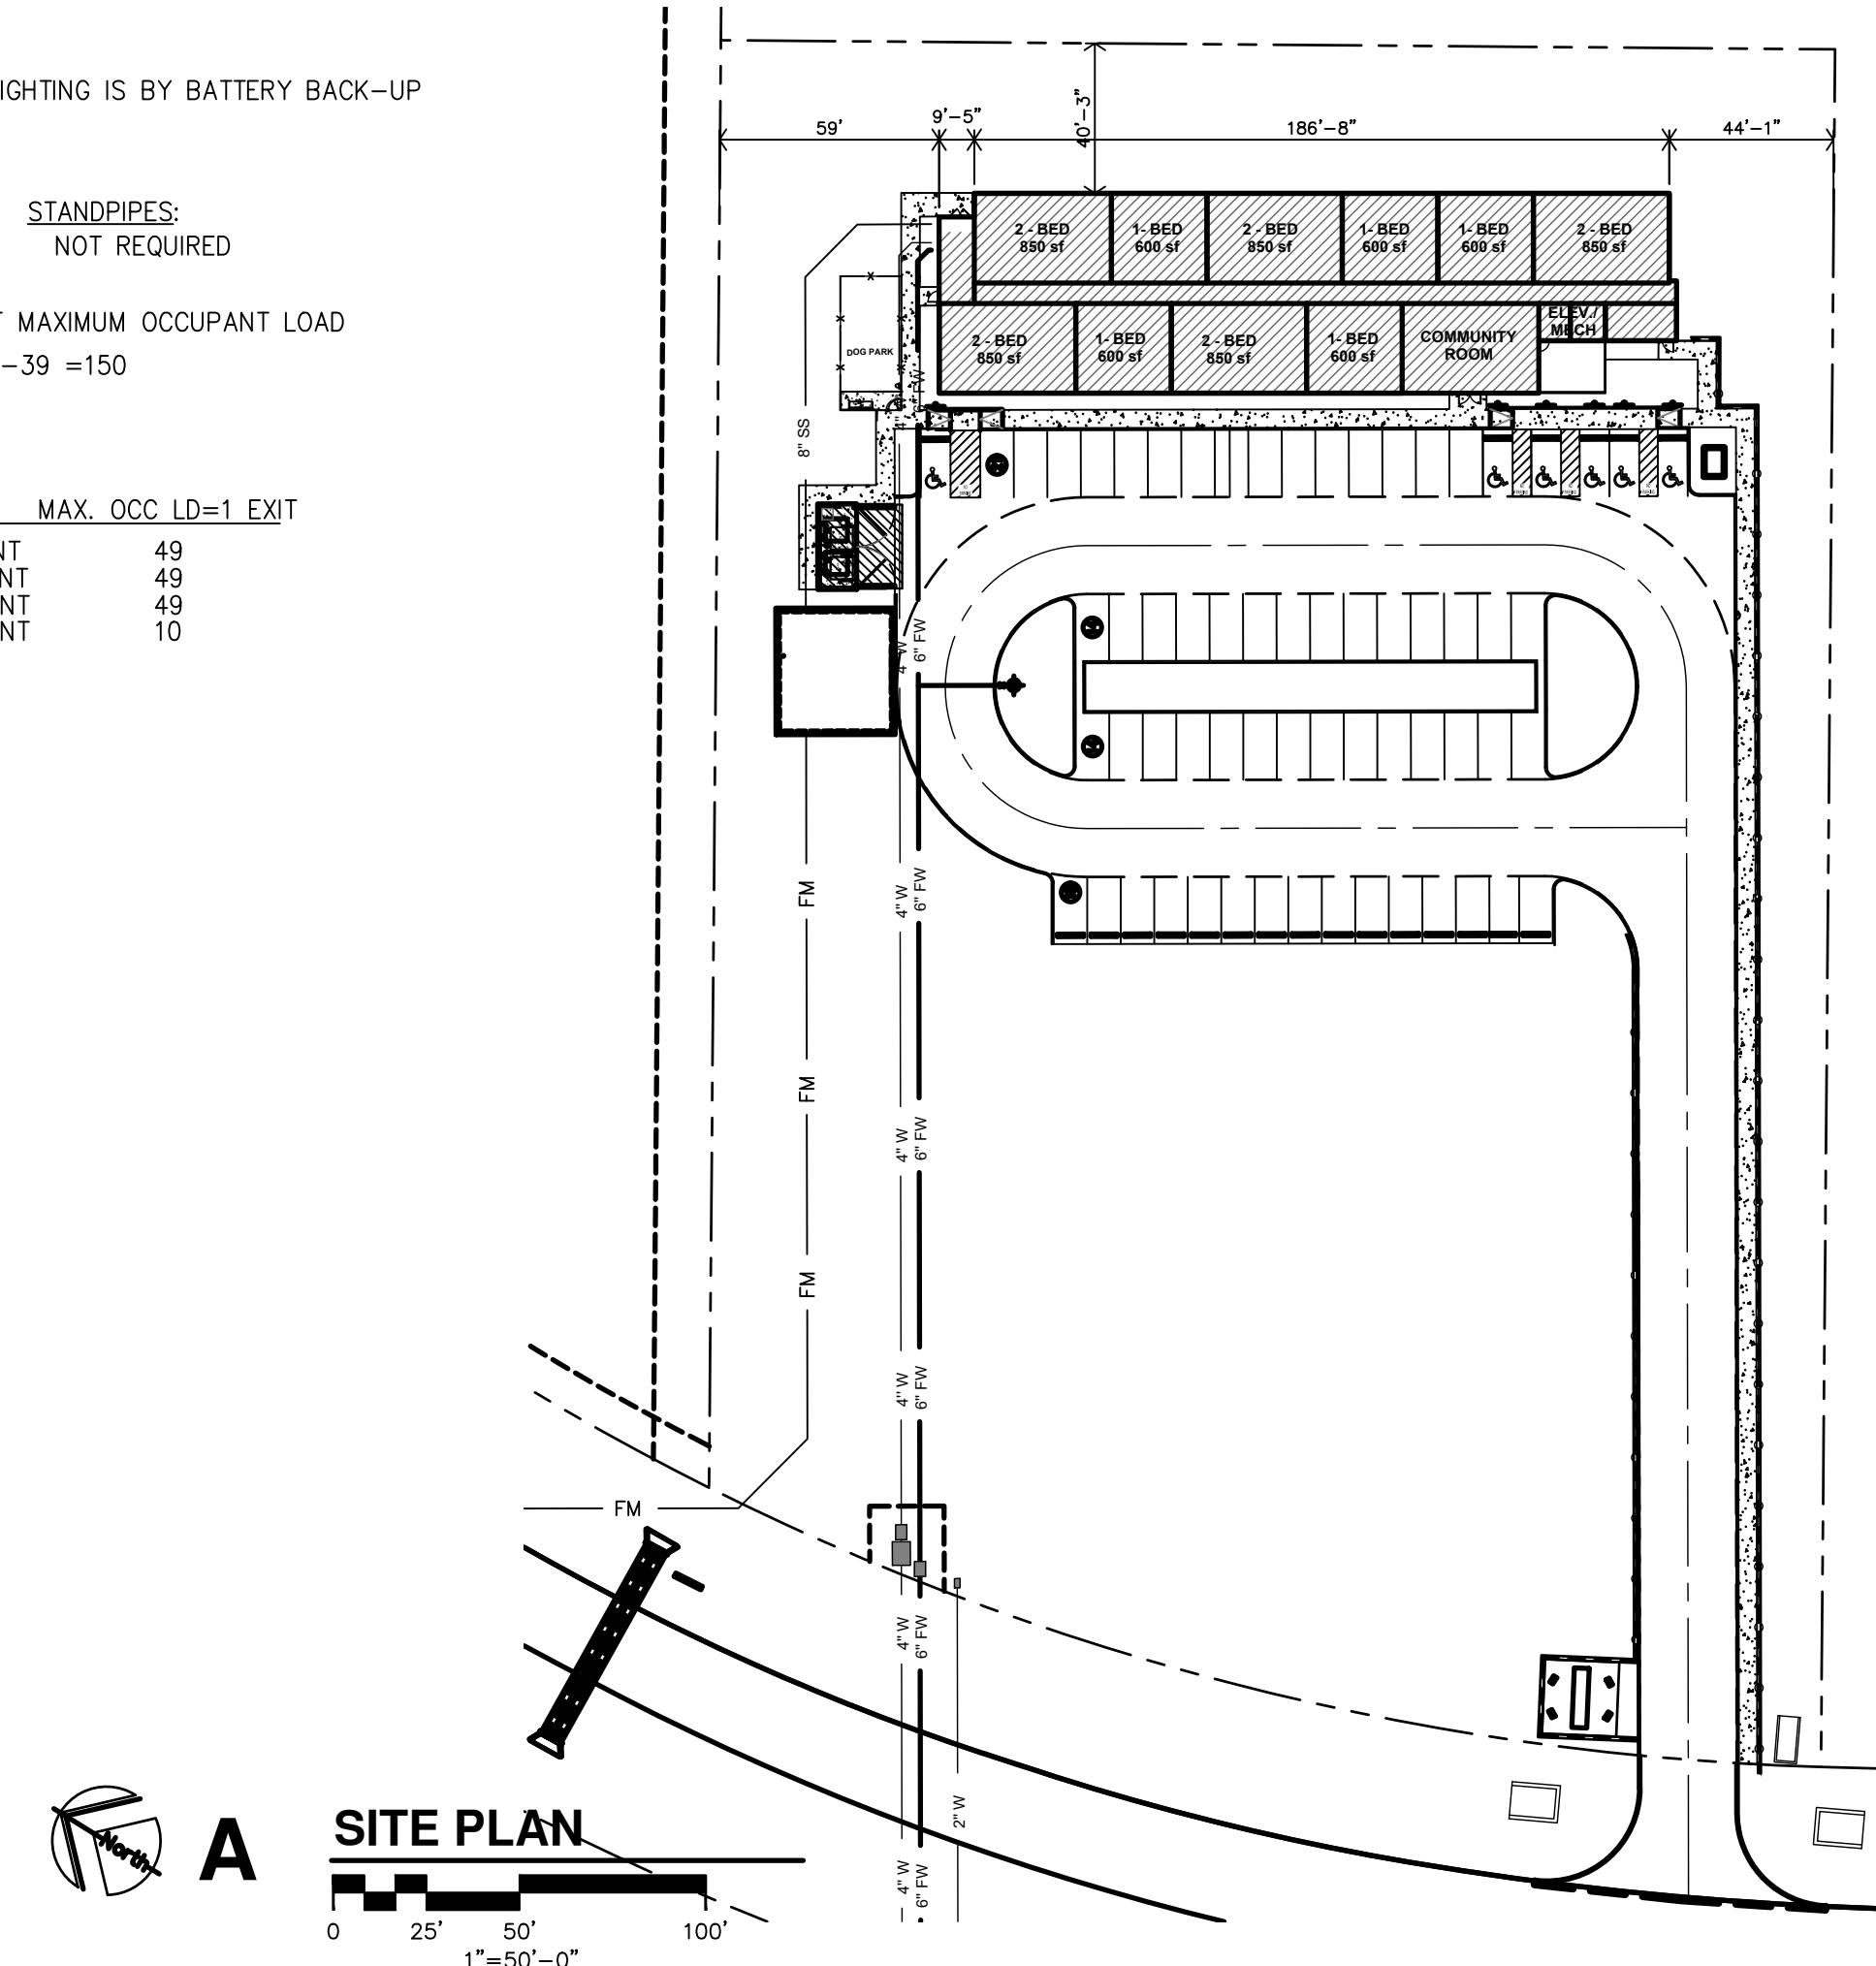 IGHTING IS BY BATTERY BACK-UP
STANDPIPES:
NOT REQUIRED
MAXIMUM OCCUPANT LOAD
-39 =150
MAX. OCC LD=1 EXIT
NT 49
NT 49
NT 49
NT 10
59'
9'-5"
40'-3"
186'-8"
44'-1"
2 - BED
850 sf
1- BED
600 sf
2 - BED
850 sf
1- BED
600 sf
1- BED
600 sf
2 - BED
850 sf
2 - BED
850 sf
1- BED
600 sf
2 - BED
850 sf
1- BED
600 sf
COMMUNITY
ROOM
ELEV./
MECH
DOG PARK
8" SS
4" W
6" FW
FM
4" W
6" FW
FM
4" W
6" FW
FM
4" W
6" FW
FM
4" W
6" FW
2" W
4" W
6" FW
North
A
SITE PLAN
0 25' 50' 100'
1"=50'-0"